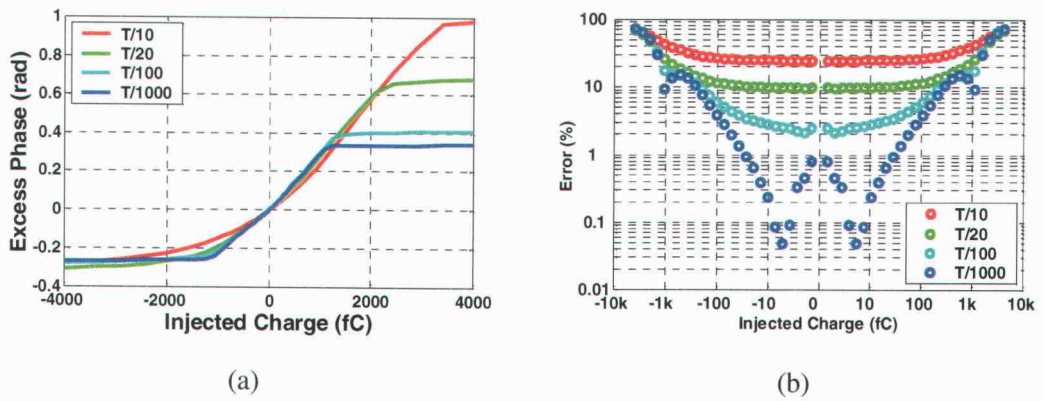 T/10
T/20
T/100
T/1000
Excess Phase (rad)
1
0.8
0.6
0.4
0.2
0
-0.2
-0.4
-4000 -2000 0 2000 4000
Injected Charge (fC)
(a)
Error (%)
100
10
1
0.1
0.01
T/10
T/20
T/100
T/1000
-10k -1k -100 -10 0 10 100 1k 10k
Injected Charge (fC)
(b)